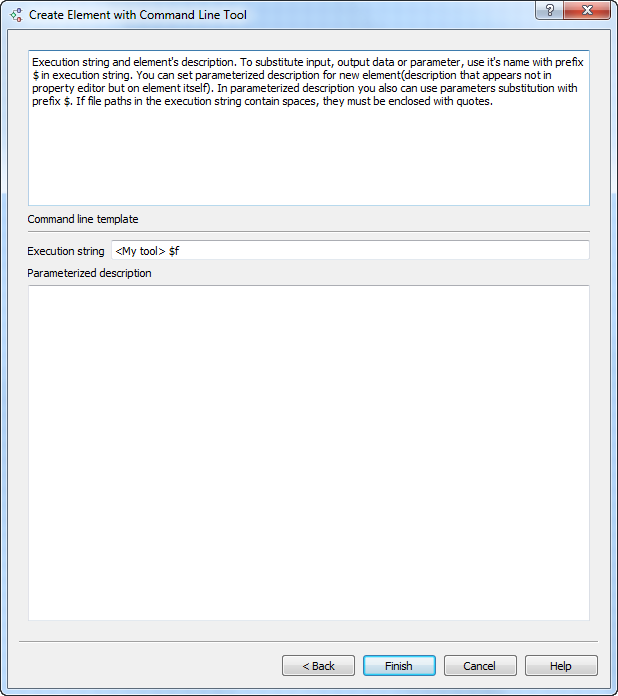 Create Element with Command Line Tool
Execution string and element's description. To substitute input, output data or parameter, use it's name with prefix
$ in execution string. You can set parameterized description for new element(description that appears not in
property editor but on element itself). In parameterized description you also can use parameters substitution with
prefix $. If file paths in the execution string contain spaces, they must be enclosed with quotes.
Command line template
Execution string <My tool> $f
Parameterized description
< Back Finish Cancel Help